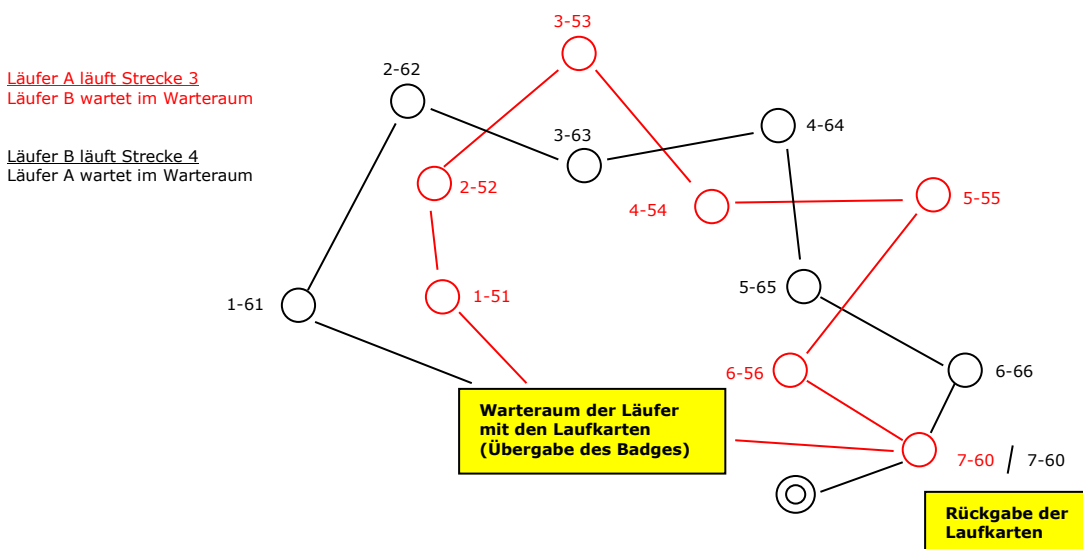 3-53
Läufer A läuft Strecke 3
Läufer B wartet im Warteraum
2-62
3-63
4-64
Läufer B läuft Strecke 4
Läufer A wartet im Warteraum
2-52
4-54
5-55
1-61
1-51
5-65
6-56
6-66
Warteraum der Läufer
mit den Laufkarten
(Übergabe des Badges)
7-60 / 7-60
Rückgabe der
Laufkarten